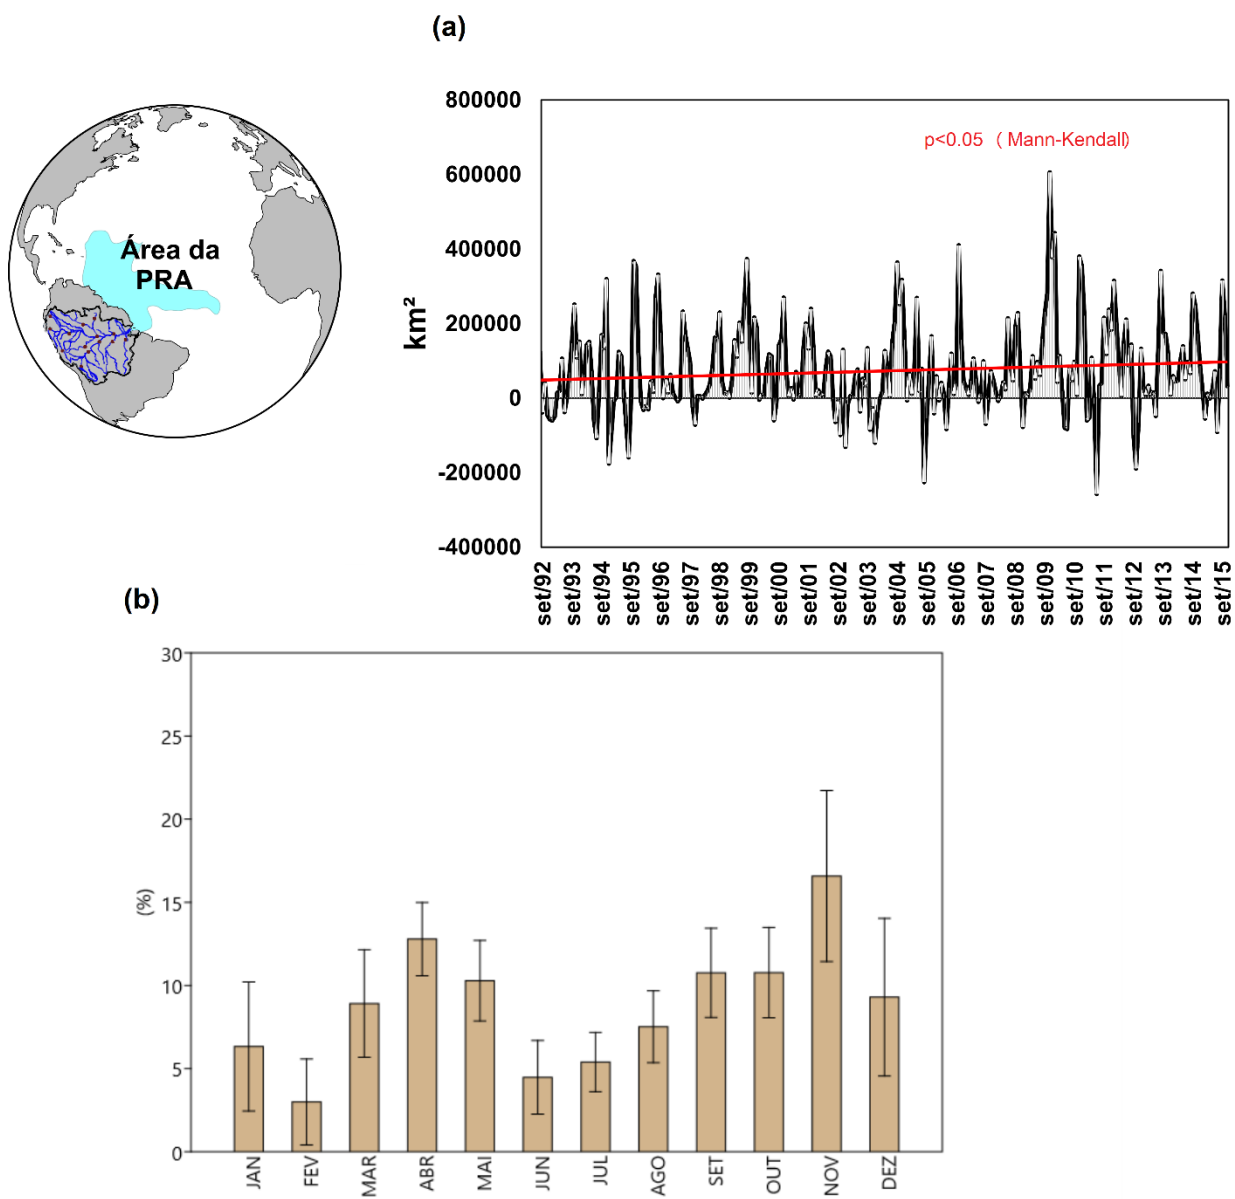 (a)
Área da
PRA
km²
800000
600000
400000
200000
0
-200000
-400000
p<0.05 ( Mann-Kendall)
set/92
set/93
set/94
set/95
set/96
set/97
set/98
set/99
set/00
set/01
set/02
set/03
set/04
set/05
set/06
set/07
set/08
set/09
set/10
set/11
set/12
set/13
set/14
set/15
(b)
(%)
30
25
20
15
10
5
0
JAN
FEV
MAR
ABR
MAI
JUN
JUL
AGO
SET
OUT
NOV
DEZ